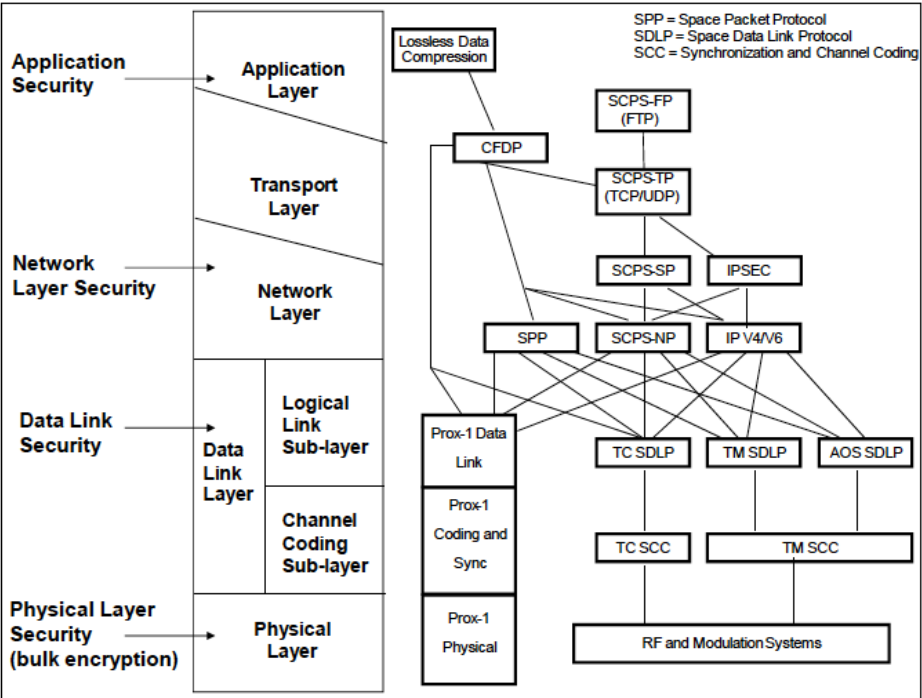 SPP = Space Packet Protocol
SDLP = Space Data Link Protocol
SCC = Synchronization and Channel Coding
Application
Security
Application
Layer
Transport
Layer
Network
Layer Security
Network
Layer
Data Link
Security
Data
Link
Layer
Logical
Link
Sub-layer
Channel
Coding
Sub-layer
Physical Layer
Security
(bulk encryption)
Physical
Layer
Lossless Data
Compression
CFDP
SCPS-FP
(FTP)
SCPS-TP
(TCP/UDP)
SCPS-SP
IPSEC
SPP
SCPS-NP
IP V4/V6
Prox-1 Data
Link
TC SDLP
TM SDLP
AOS SDLP
Prox-1
Coding and
Sync
TC SCC
TM SCC
Prox-1
Physical
RF and Modulation Systems